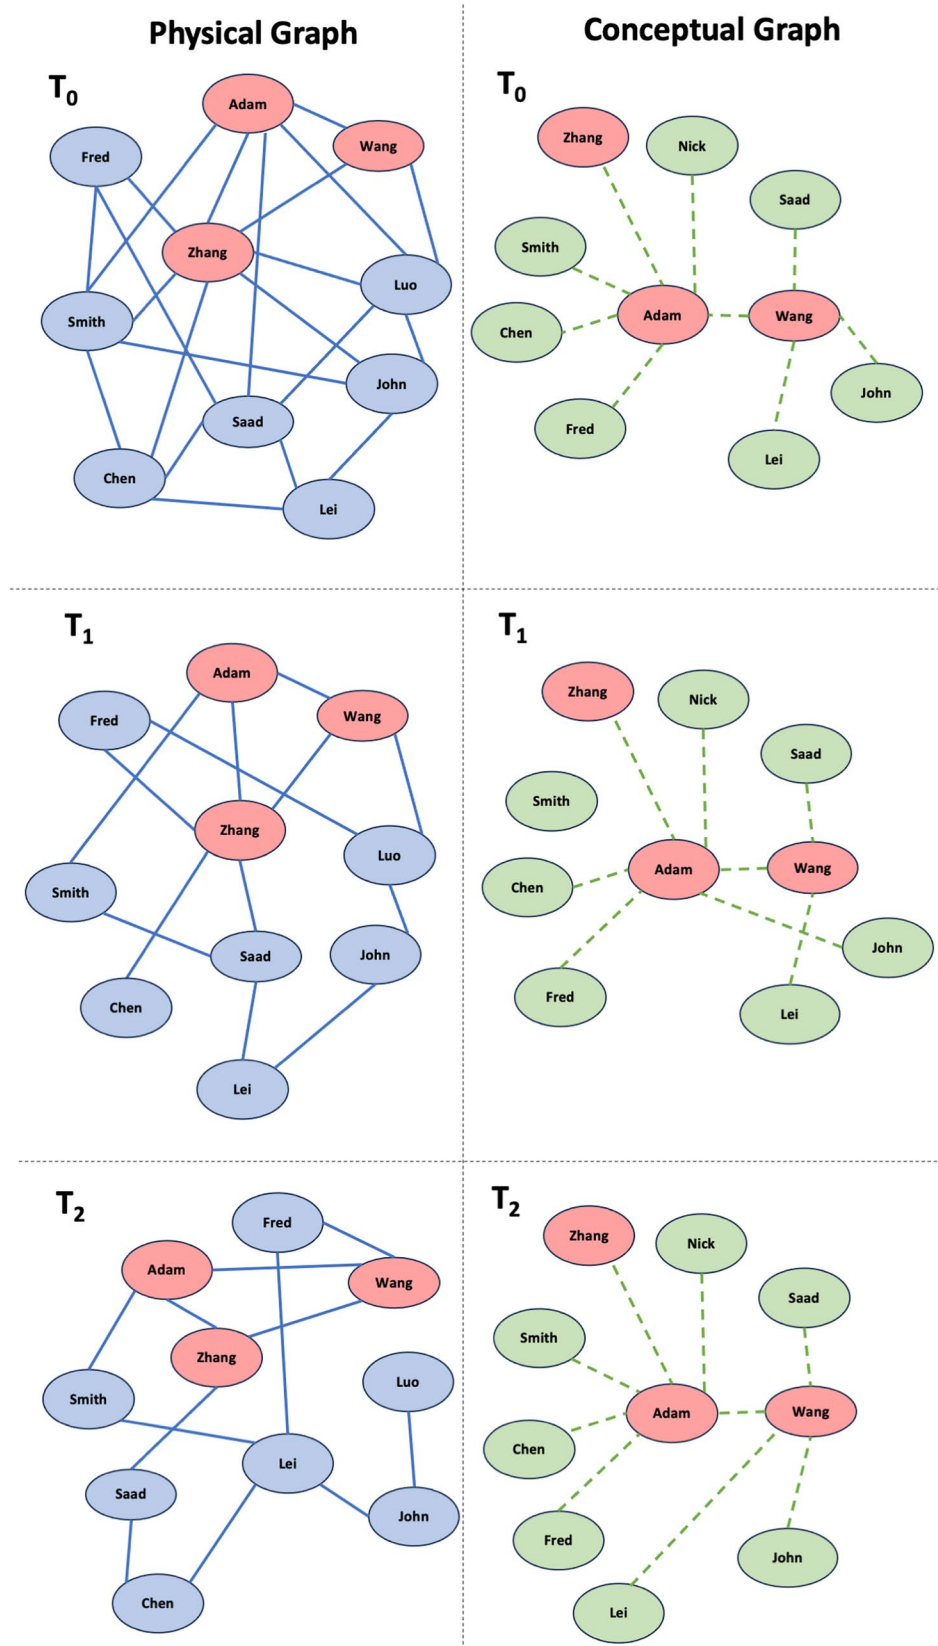 Physical Graph
Conceptual Graph
T0
Adam
Wang
Fred
Zhang
Luo
Smith
John
Saad
Chen
Lei
T0
Zhang
Nick
Saad
Smith
Adam
Wang
Chen
John
Fred
Lei
T1
Adam
Wang
Fred
Zhang
Luo
Smith
Saad
John
Chen
Lei
T1
Zhang
Nick
Saad
Smith
Adam
Wang
Chen
John
Fred
Lei
T2
Fred
Adam
Wang
Zhang
Luo
Smith
Lei
Saad
John
Chen
T2
Zhang
Nick
Saad
Smith
Adam
Wang
Chen
Fred
John
Lei